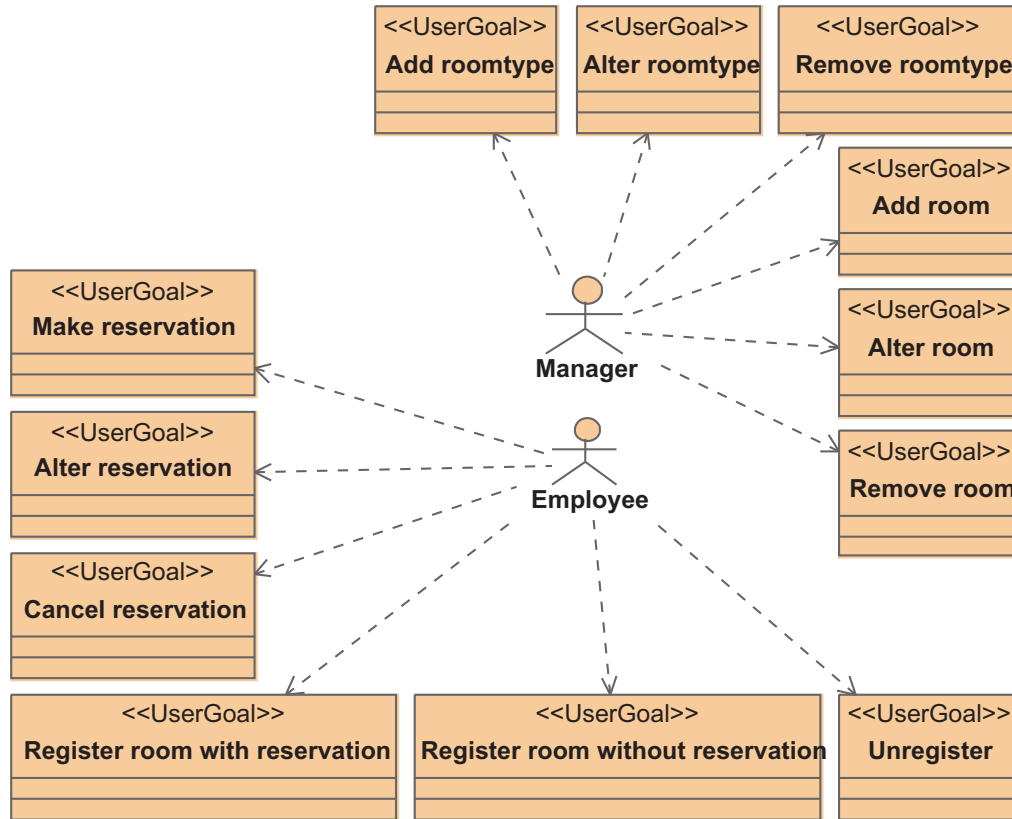 <<UserGoal>>
Add roomtype
<<UserGoal>>
Alter roomtype
<<UserGoal>>
Remove roomtype
<<UserGoal>>
Add room
<<UserGoal>>
Make reservation
<<UserGoal>>
Alter room
Manager
<<UserGoal>>
Alter reservation
<<UserGoal>>
Remove room
Employee
<<UserGoal>>
Cancel reservation
<<UserGoal>>
Register room with reservation
<<UserGoal>>
Register room without reservation
<<UserGoal>>
Unregister